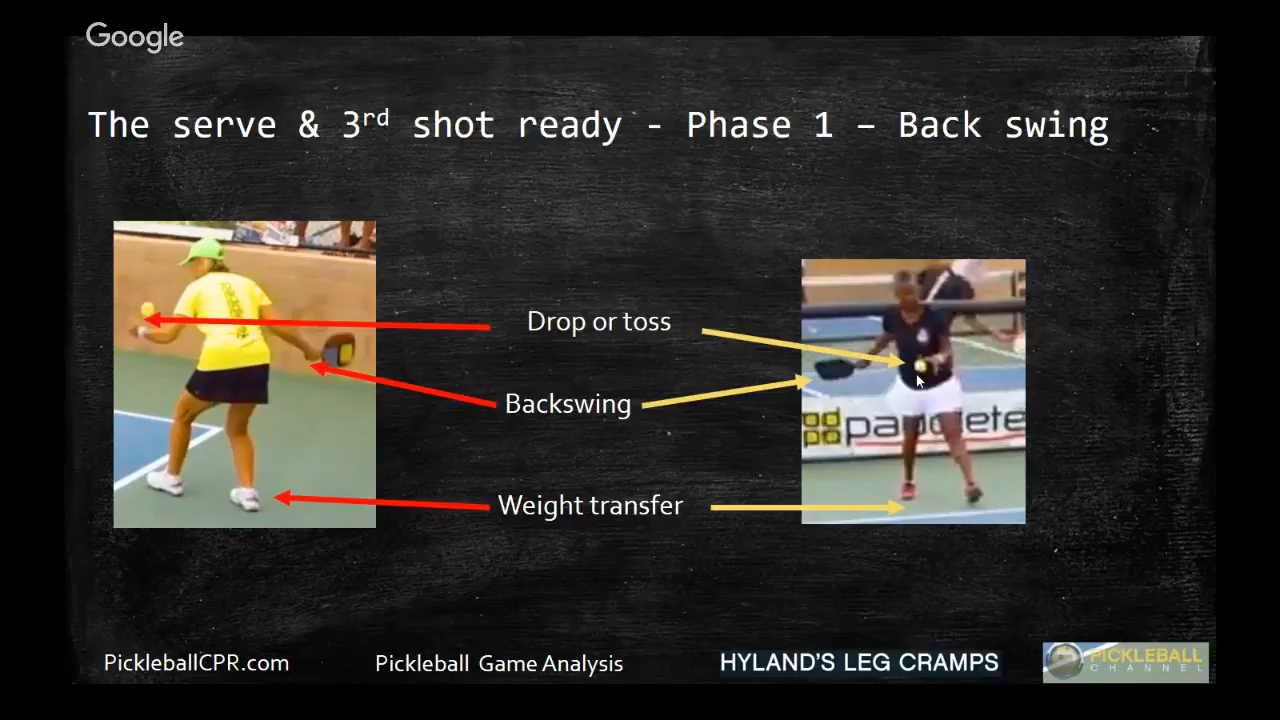 Google
The serve & 3rd shot ready - Phase 1 – Back swing
Drop or toss
Backswing
Weight transfer
PickleballCPR.com
Pickleball Game Analysis
HYLAND'S LEG CRAMPS
PICKLEBALL
CHANNEL